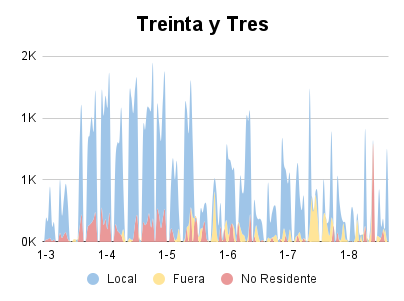 Treinta y Tres
2K
1K
1K
0K
1-3 1-4 1-5 1-6 1-7 1-8
Local Fuera No Residente